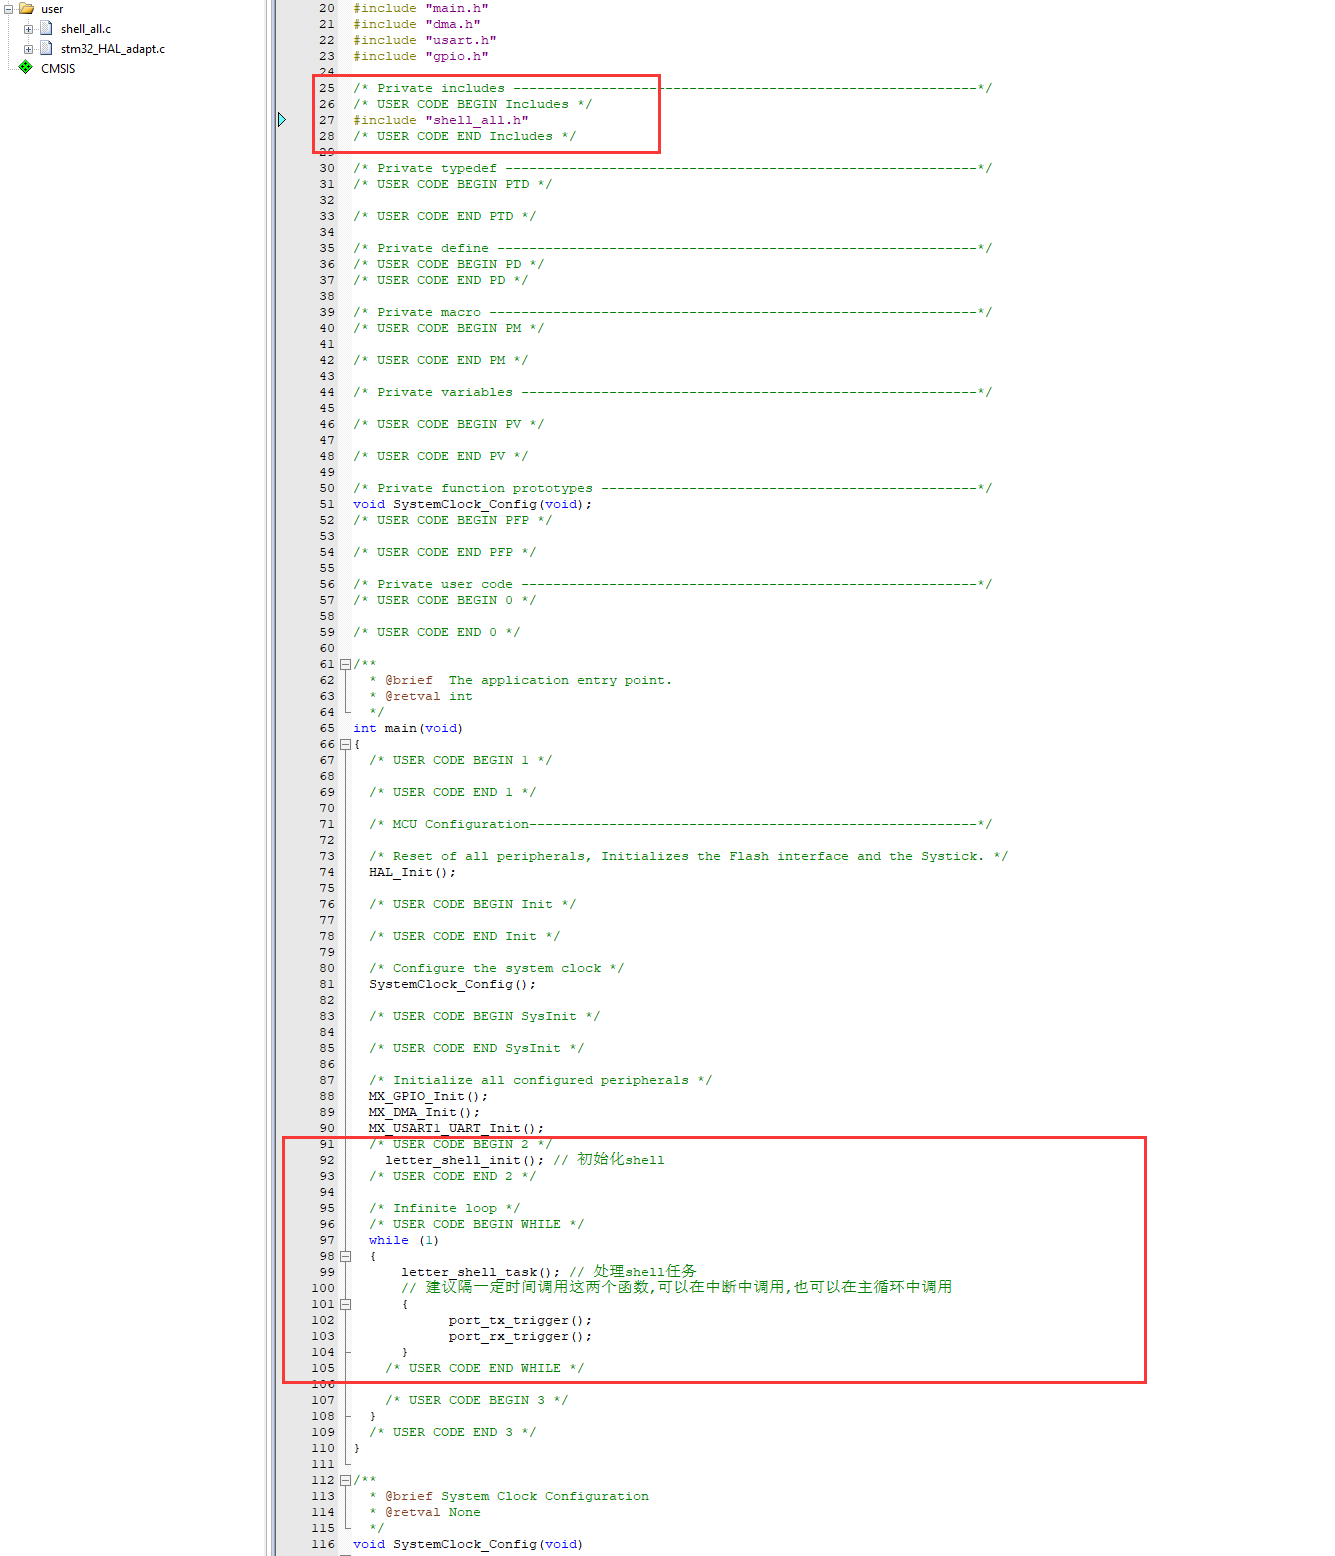 user
shell_all.c
stm32_HAL_adapt.c
CMSIS
20 #include "main.h"
21 #include "dma.h"
22 #include "usart.h"
23 #include "gpio.h"
24
25 /* Private includes ----------------------------------------------------------*/
26 /* USER CODE BEGIN Includes */
27 #include "shell_all.h"
28 /* USER CODE END Includes */
29
30 /* Private typedef -----------------------------------------------------------*/
31 /* USER CODE BEGIN PTD */
32
33 /* USER CODE END PTD */
34
35 /* Private define ------------------------------------------------------------*/
36 /* USER CODE BEGIN PD */
37 /* USER CODE END PD */
38
39 /* Private macro -------------------------------------------------------------*/
40 /* USER CODE BEGIN PM */
41
42 /* USER CODE END PM */
43
44 /* Private variables ---------------------------------------------------------*/
45
46 /* USER CODE BEGIN PV */
47
48 /* USER CODE END PV */
49
50 /* Private function prototypes -----------------------------------------------*/
51 void SystemClock_Config(void);
52 /* USER CODE BEGIN PFP */
53
54 /* USER CODE END PFP */
55
56 /* Private user code ---------------------------------------------------------*/
57 /* USER CODE BEGIN 0 */
58
59 /* USER CODE END 0 */
60
61 /**
62   * @brief  The application entry point.
63   * @retval int
64   */
65 int main(void)
66 {
67   /* USER CODE BEGIN 1 */
68
69   /* USER CODE END 1 */
70
71   /* MCU Configuration--------------------------------------------------------*/
72
73   /* Reset of all peripherals, Initializes the Flash interface and the Systick. */
74   HAL_Init();
75
76   /* USER CODE BEGIN Init */
77
78   /* USER CODE END Init */
79
80   /* Configure the system clock */
81   SystemClock_Config();
82
83   /* USER CODE BEGIN SysInit */
84
85   /* USER CODE END SysInit */
86
87   /* Initialize all configured peripherals */
88   MX_GPIO_Init();
89   MX_DMA_Init();
90   MX_USART1_UART_Init();
91   /* USER CODE BEGIN 2 */
92     letter_shell_init(); // 初始化shell
93   /* USER CODE END 2 */
94
95   /* Infinite loop */
96   /* USER CODE BEGIN WHILE */
97   while (1)
98   {
99       letter_shell_task(); // 处理shell任务
100       // 建议隔一定时间调用这两个函数,可以在中断中调用,也可以在主循环中调用
101       {
102             port_tx_trigger();
103             port_rx_trigger();
104       }
105     /* USER CODE END WHILE */
106
107     /* USER CODE BEGIN 3 */
108   }
109   /* USER CODE END 3 */
110 }
111
112 /**
113   * @brief System Clock Configuration
114   * @retval None
115   */
116 void SystemClock_Config(void)